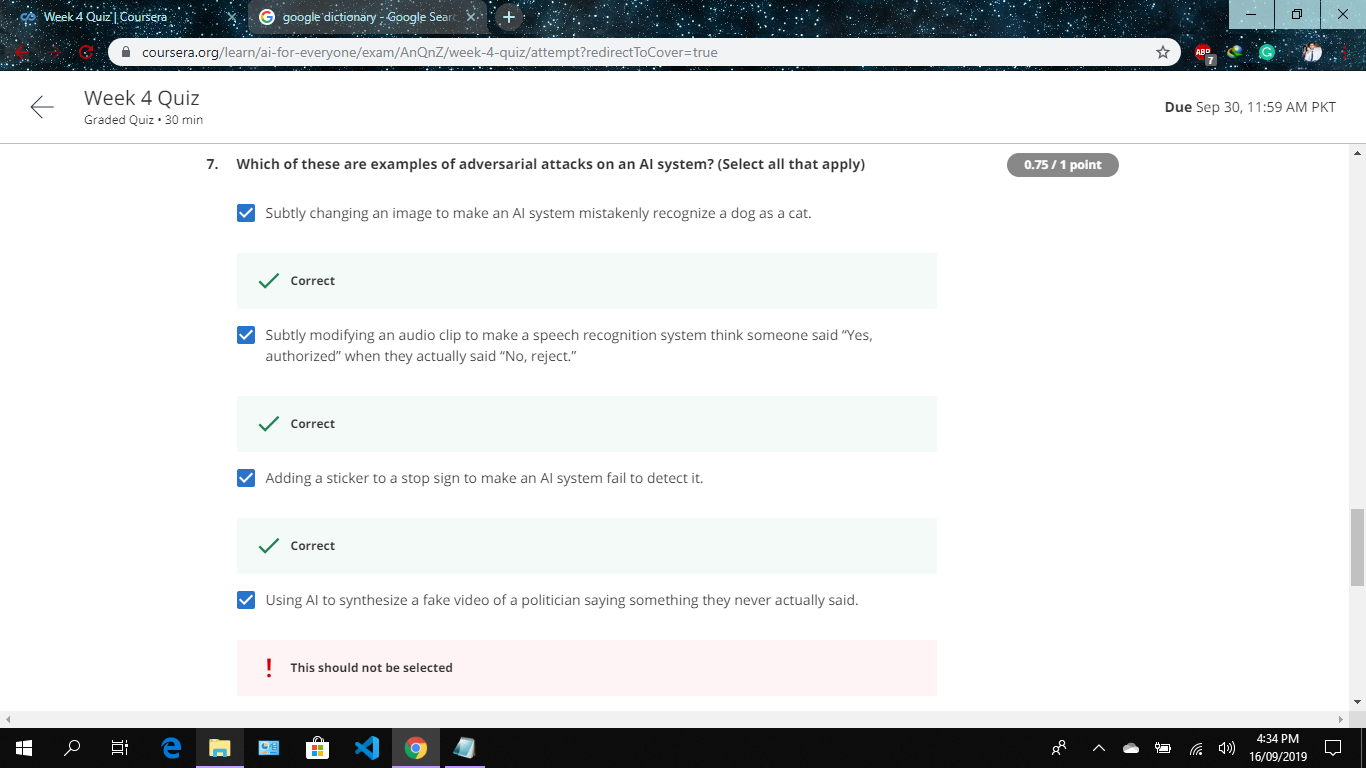 Week 4 Quiz | Coursera
google dictionary - Google Sear
coursera.org/learn/ai-for-everyone/exam/AnQnZ/week-4-quiz/attempt?redirectToCover=true
ABP
7
Week 4 Quiz
Graded Quiz • 30 min
Due Sep 30, 11:59 AM PKT
7. Which of these are examples of adversarial attacks on an AI system? (Select all that apply)
0.75 / 1 point
Subtly changing an image to make an AI system mistakenly recognize a dog as a cat.
Correct
Subtly modifying an audio clip to make a speech recognition system think someone said “Yes,
authorized” when they actually said “No, reject.”
Correct
Adding a sticker to a stop sign to make an AI system fail to detect it.
Correct
Using AI to synthesize a fake video of a politician saying something they never actually said.
This should not be selected
4:34 PM
16/09/2019